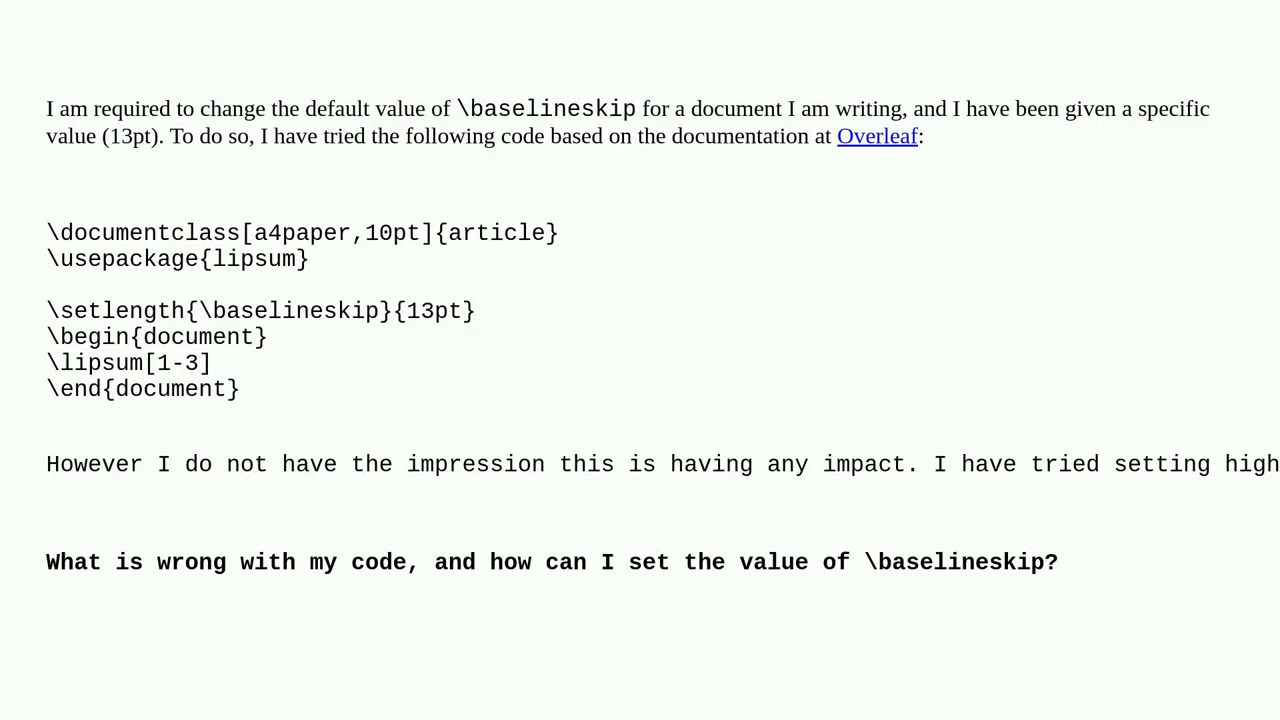 I am required to change the default value of \baselineskip for a document I am writing, and I have been given a specific
value (13pt). To do so, I have tried the following code based on the documentation at Overleaf:
\documentclass[a4paper,10pt]{article}
\usepackage{lipsum}
\setlength{\baselineskip}{13pt}
\begin{document}
\lipsum[1-3]
\end{document}
However I do not have the impression this is having any impact. I have tried setting high
What is wrong with my code, and how can I set the value of \baselineskip?